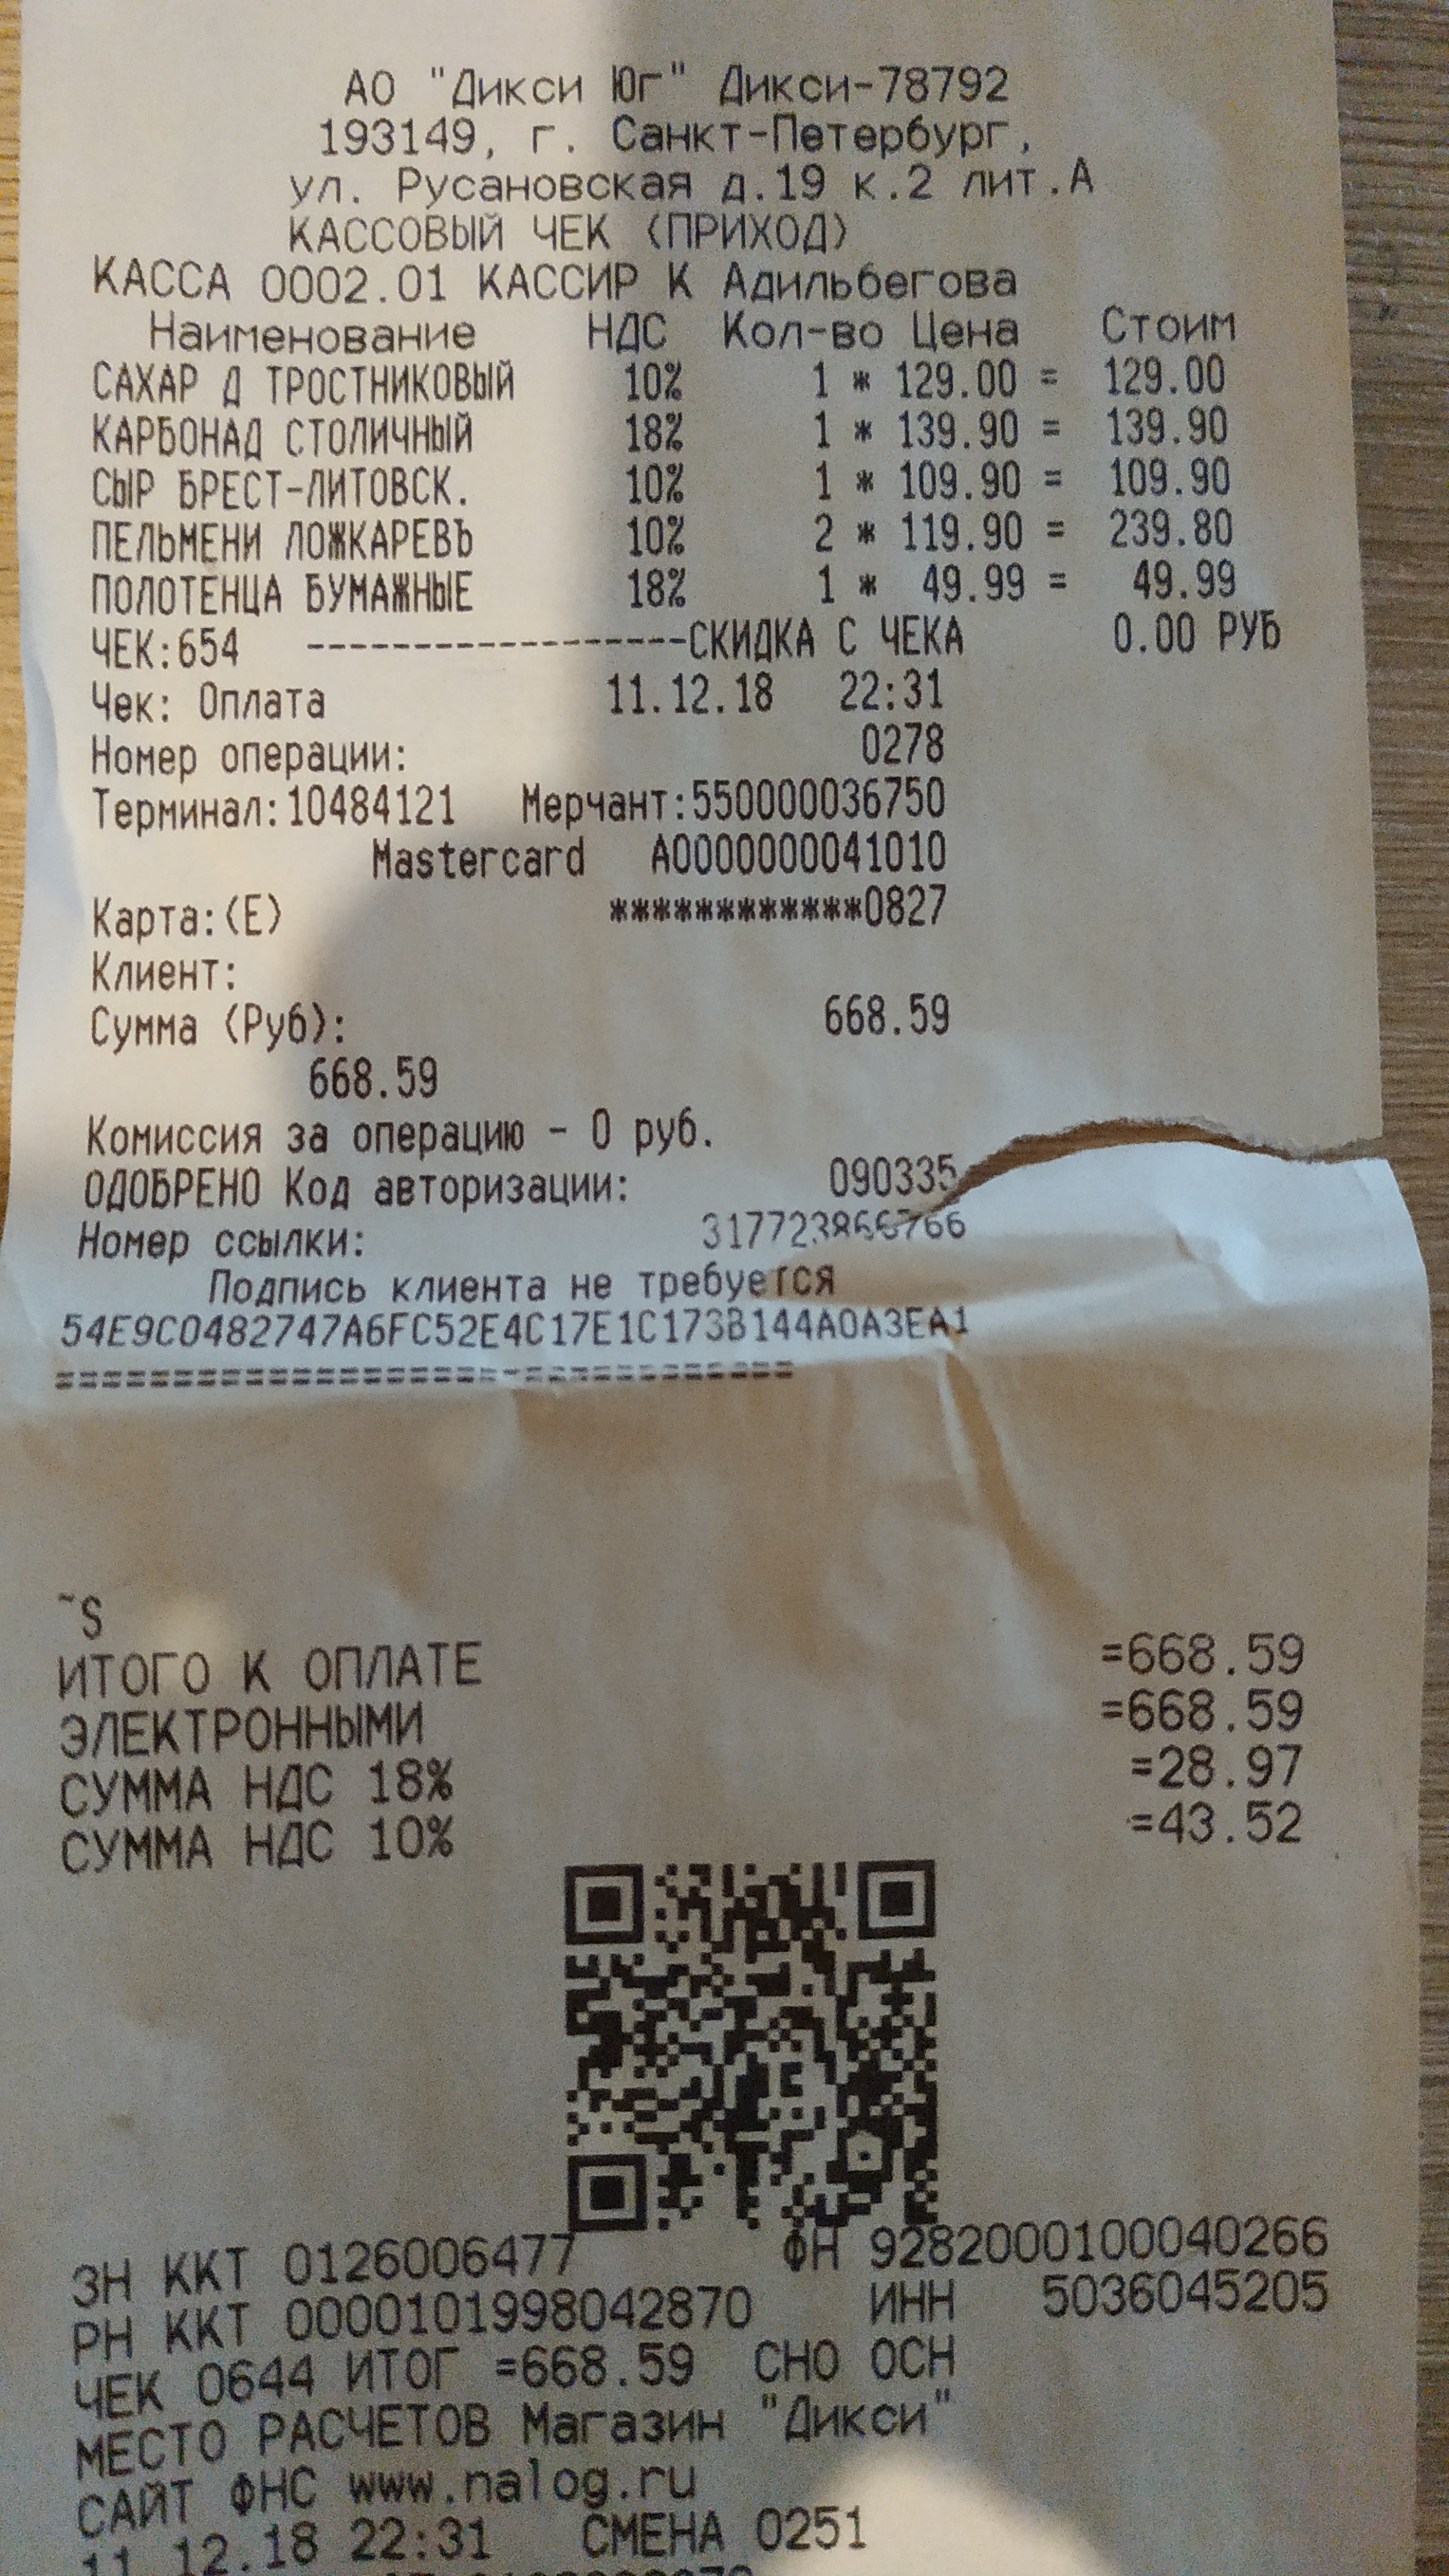 АО "Дикси Юг" Дикси-78792
193149, г. Санкт-Петербург,
ул. Русановская д.19 к.2 лит.А
КАССОВЫЙ ЧЕК (ПРИХОД)
КАССА 0002.01 КАССИР К Адильбегова
Наименование НДС Кол-во Цена Стоим
САХАР Д ТРОСТНИКОВЫЙ 10% 1 * 129.00 = 129.00
КАРБОНАД СТОЛИЧНЫЙ 18% 1 * 139.90 = 139.90
СЫР БРЕСТ-ЛИТОВСК. 10% 1 * 109.90 = 109.90
ПЕЛЬМЕНИ ЛОЖКАРЕВЪ 10% 2 * 119.90 = 239.80
ПОЛОТЕНЦА БУМАЖНЫЕ 18% 1 * 49.99 = 49.99
ЧЕК:654 ------------------СКИДКА С ЧЕКА 0.00 РУБ
Чек: Оплата 11.12.18 22:31
Номер операции: 0278
Терминал:10484121 Мерчант:550000036750
Mastercard A0000000041010
Карта:(E) ************0827
Клиент:
Сумма (Руб): 668.59
668.59
Комиссия за операцию - 0 руб.
ОДОБРЕНО Код авторизации: 090335
Номер ссылки:
Подпись клиента не требуется
54E9C0482747A6FC52E4C17E1C173B144A0A3EA1
================================
~S
ИТОГО К ОПЛАТЕ =668.59
ЭЛЕКТРОННЫМИ =668.59
СУММА НДС 18% =28.97
СУММА НДС 10% =43.52
ЗН ККТ 0126006477 ФН 9282000100040266
РН ККТ 0000101998042870 ИНН 5036045205
ЧЕК 0644 ИТОГ =668.59 СНО ОСН
МЕСТО РАСЧЕТОВ Магазин "Дикси"
САЙТ ФНС www.nalog.ru
11.12.18 22:31 СМЕНА 0251